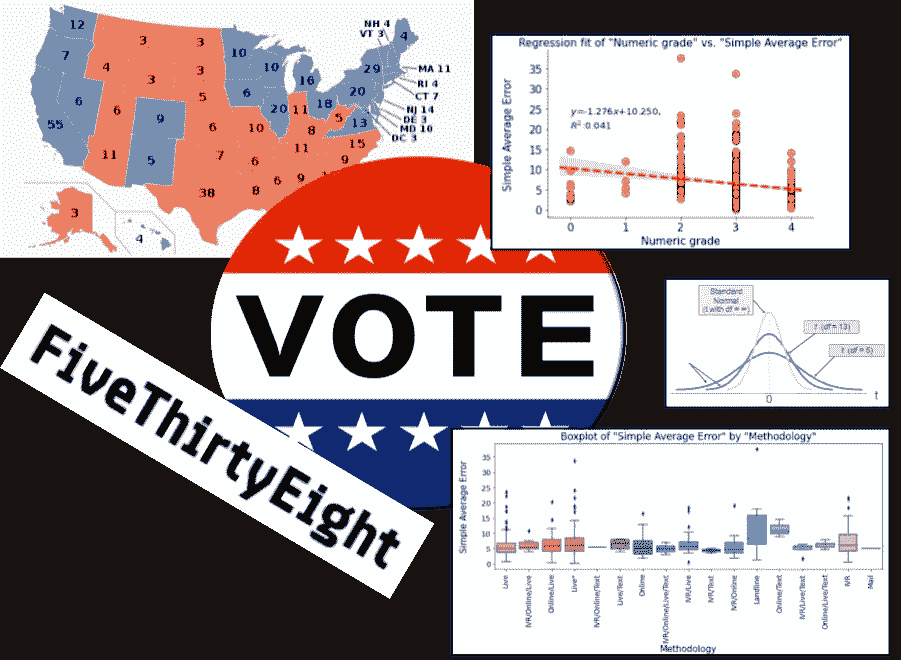 12
7
4
3
3
10
NH 4
VT 3
4
10
29
MA 11
RI 4
CT 7
NJ 14
DE 3
MD 10
DC 3
3
3
6
16
20
6
5
20
11
18
5
13
55
6
9
6
10
8
15
11
5
7
6
11
9
38
8
6
9
3
4
VOTE
FiveThirtyEight
Regression fit of "Numeric grade" vs. "Simple Average Error"
Simple Average Error
35
30
25
20
15
10
5
0
y=-1.276x+10.250,
R²:0.041
0 1 2 3 4
Numeric grade
Standard
Normal
(t with df = ∞)
t (df = 13)
t (df = 5)
0
t
Boxplot of "Simple Average Error" by "Methodology"
Simple Average Error
35
30
25
20
15
10
5
0
Live
IVR/Online/Live
Online/Live
Live*
IVR/Online/Text
Live/Text
Online
IVR/Online/Live/Text
IVR/Live
IVR/Text
IVR/Online
Landline
Online/Text
IVR/Live/Text
Online/Live/Text
IVR
Mail
Methodology